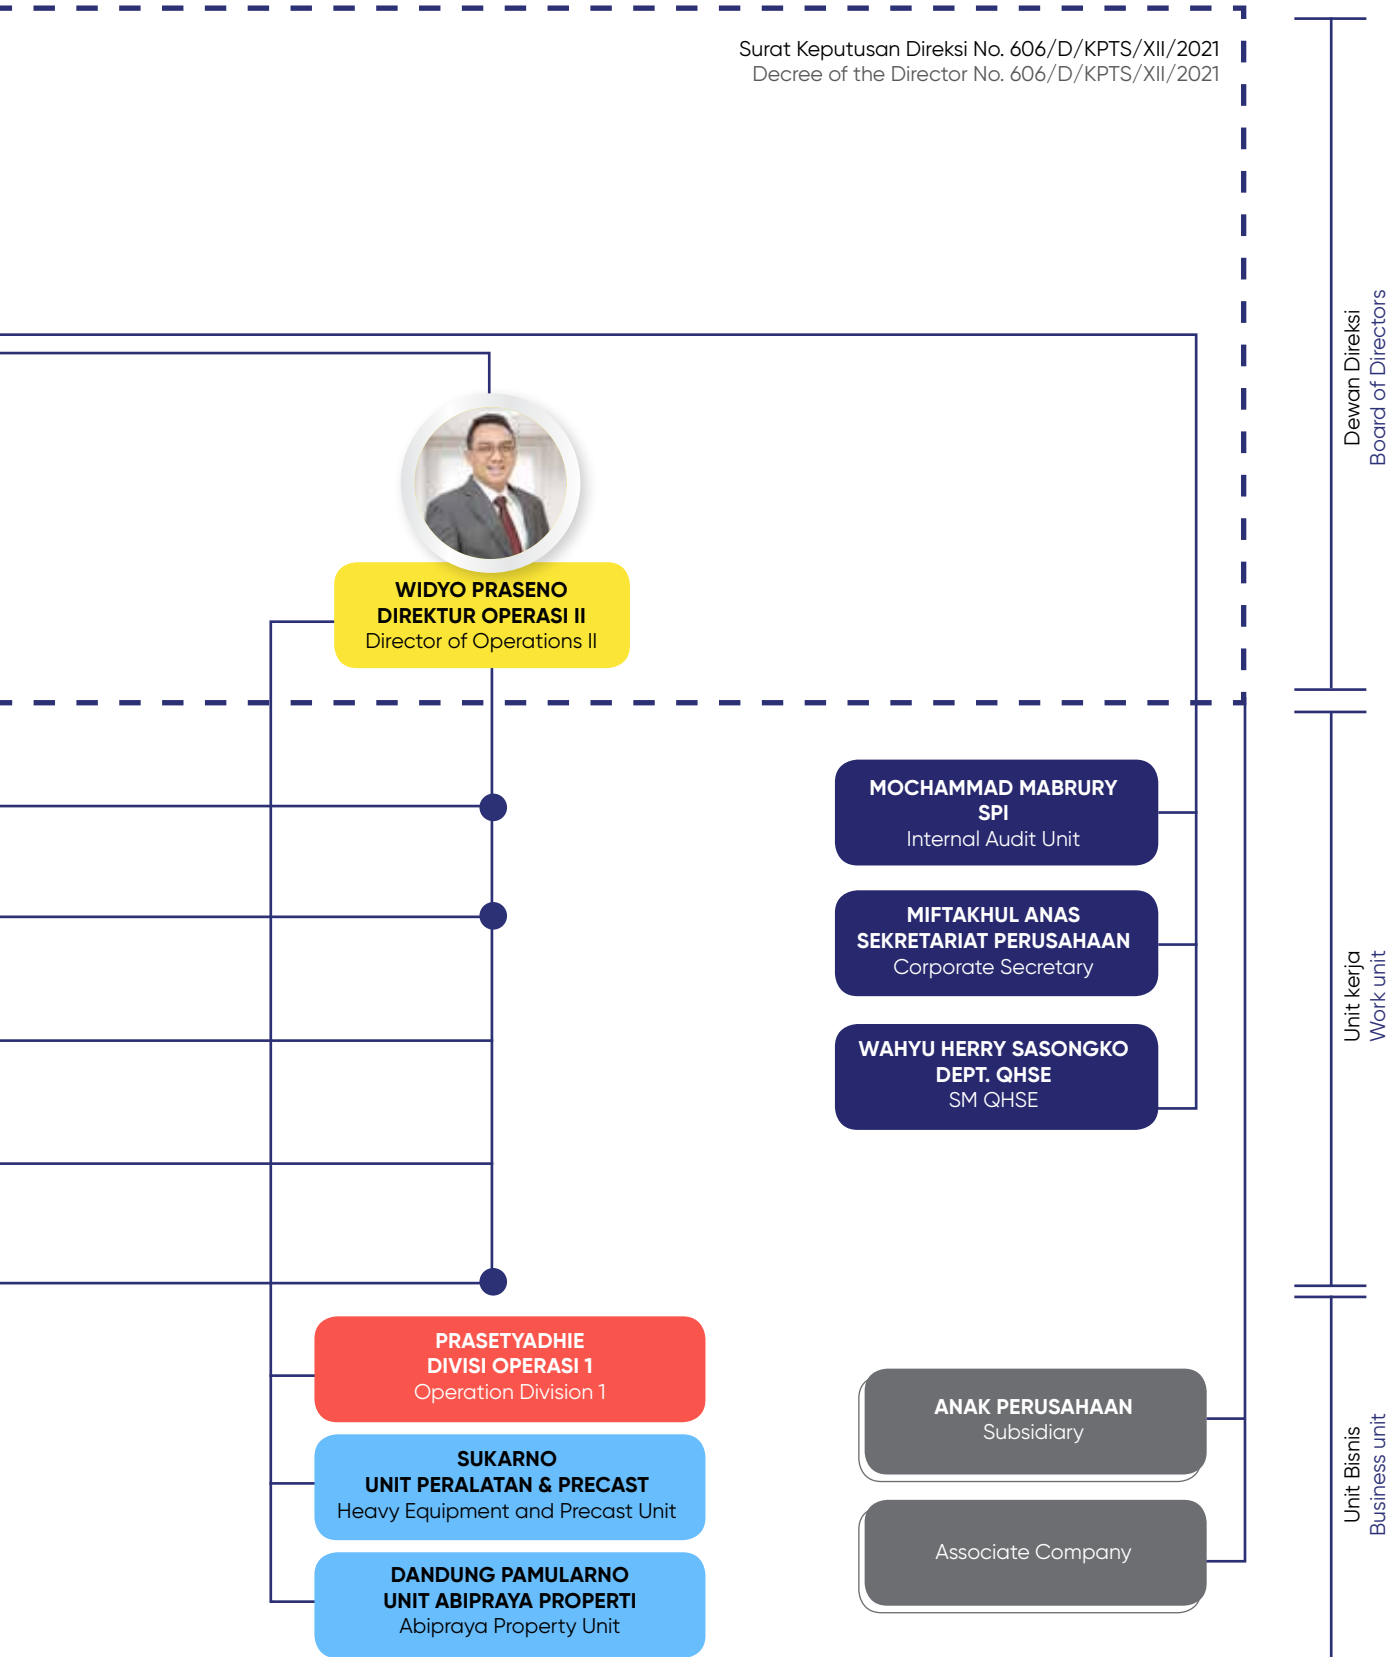 Surat Keputusan Direksi No. 606/D/KPTS/XII/2021
Decree of the Director No. 606/D/KPTS/XII/2021
Dewan Direksi
Board of Directors
WIDYO PRASENO
DIREKTUR OPERASI II
Director of Operations II
MOCHAMMAD MABRURY
SPI
Internal Audit Unit
MIFTAKHUL ANAS
SEKRETARIAT PERUSAHAAN
Corporate Secretary
WAHYU HERRY SASONGKO
DEPT. QHSE
SM QHSE
Unit kerja
Work unit
PRASETYADHIE
DIVISI OPERASI 1
Operation Division 1
SUKARNO
UNIT PERALATAN & PRECAST
Heavy Equipment and Precast Unit
DANDUNG PAMULARNO
UNIT ABIPRAYA PROPERTI
Abipraya Property Unit
ANAK PERUSAHAAN
Subsidiary
Associate Company
Unit Bisnis
Business unit